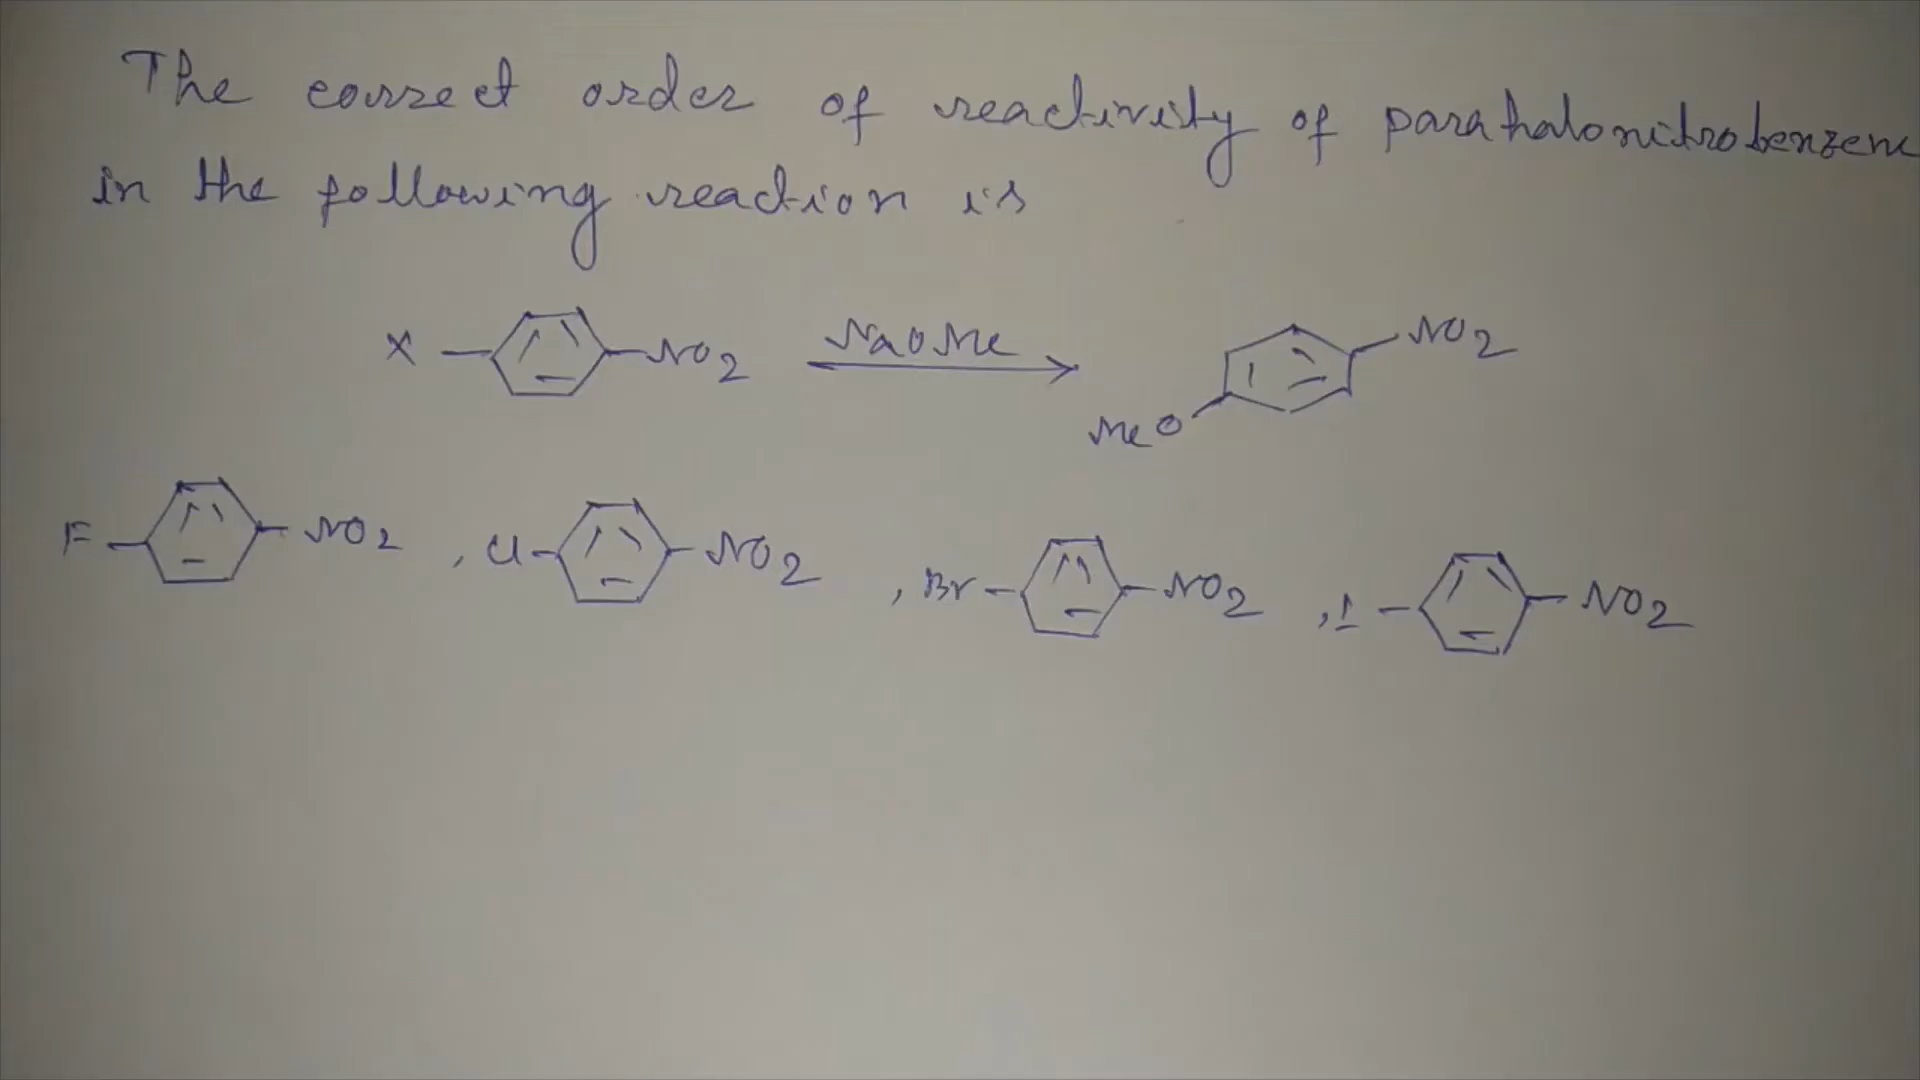 The correct order of reactivity of parahalonitrobenzene
in the following reaction is
X NO2 NaOMe NO2
MeO
F NO2 , Cl NO2 , Br NO2 , I NO2